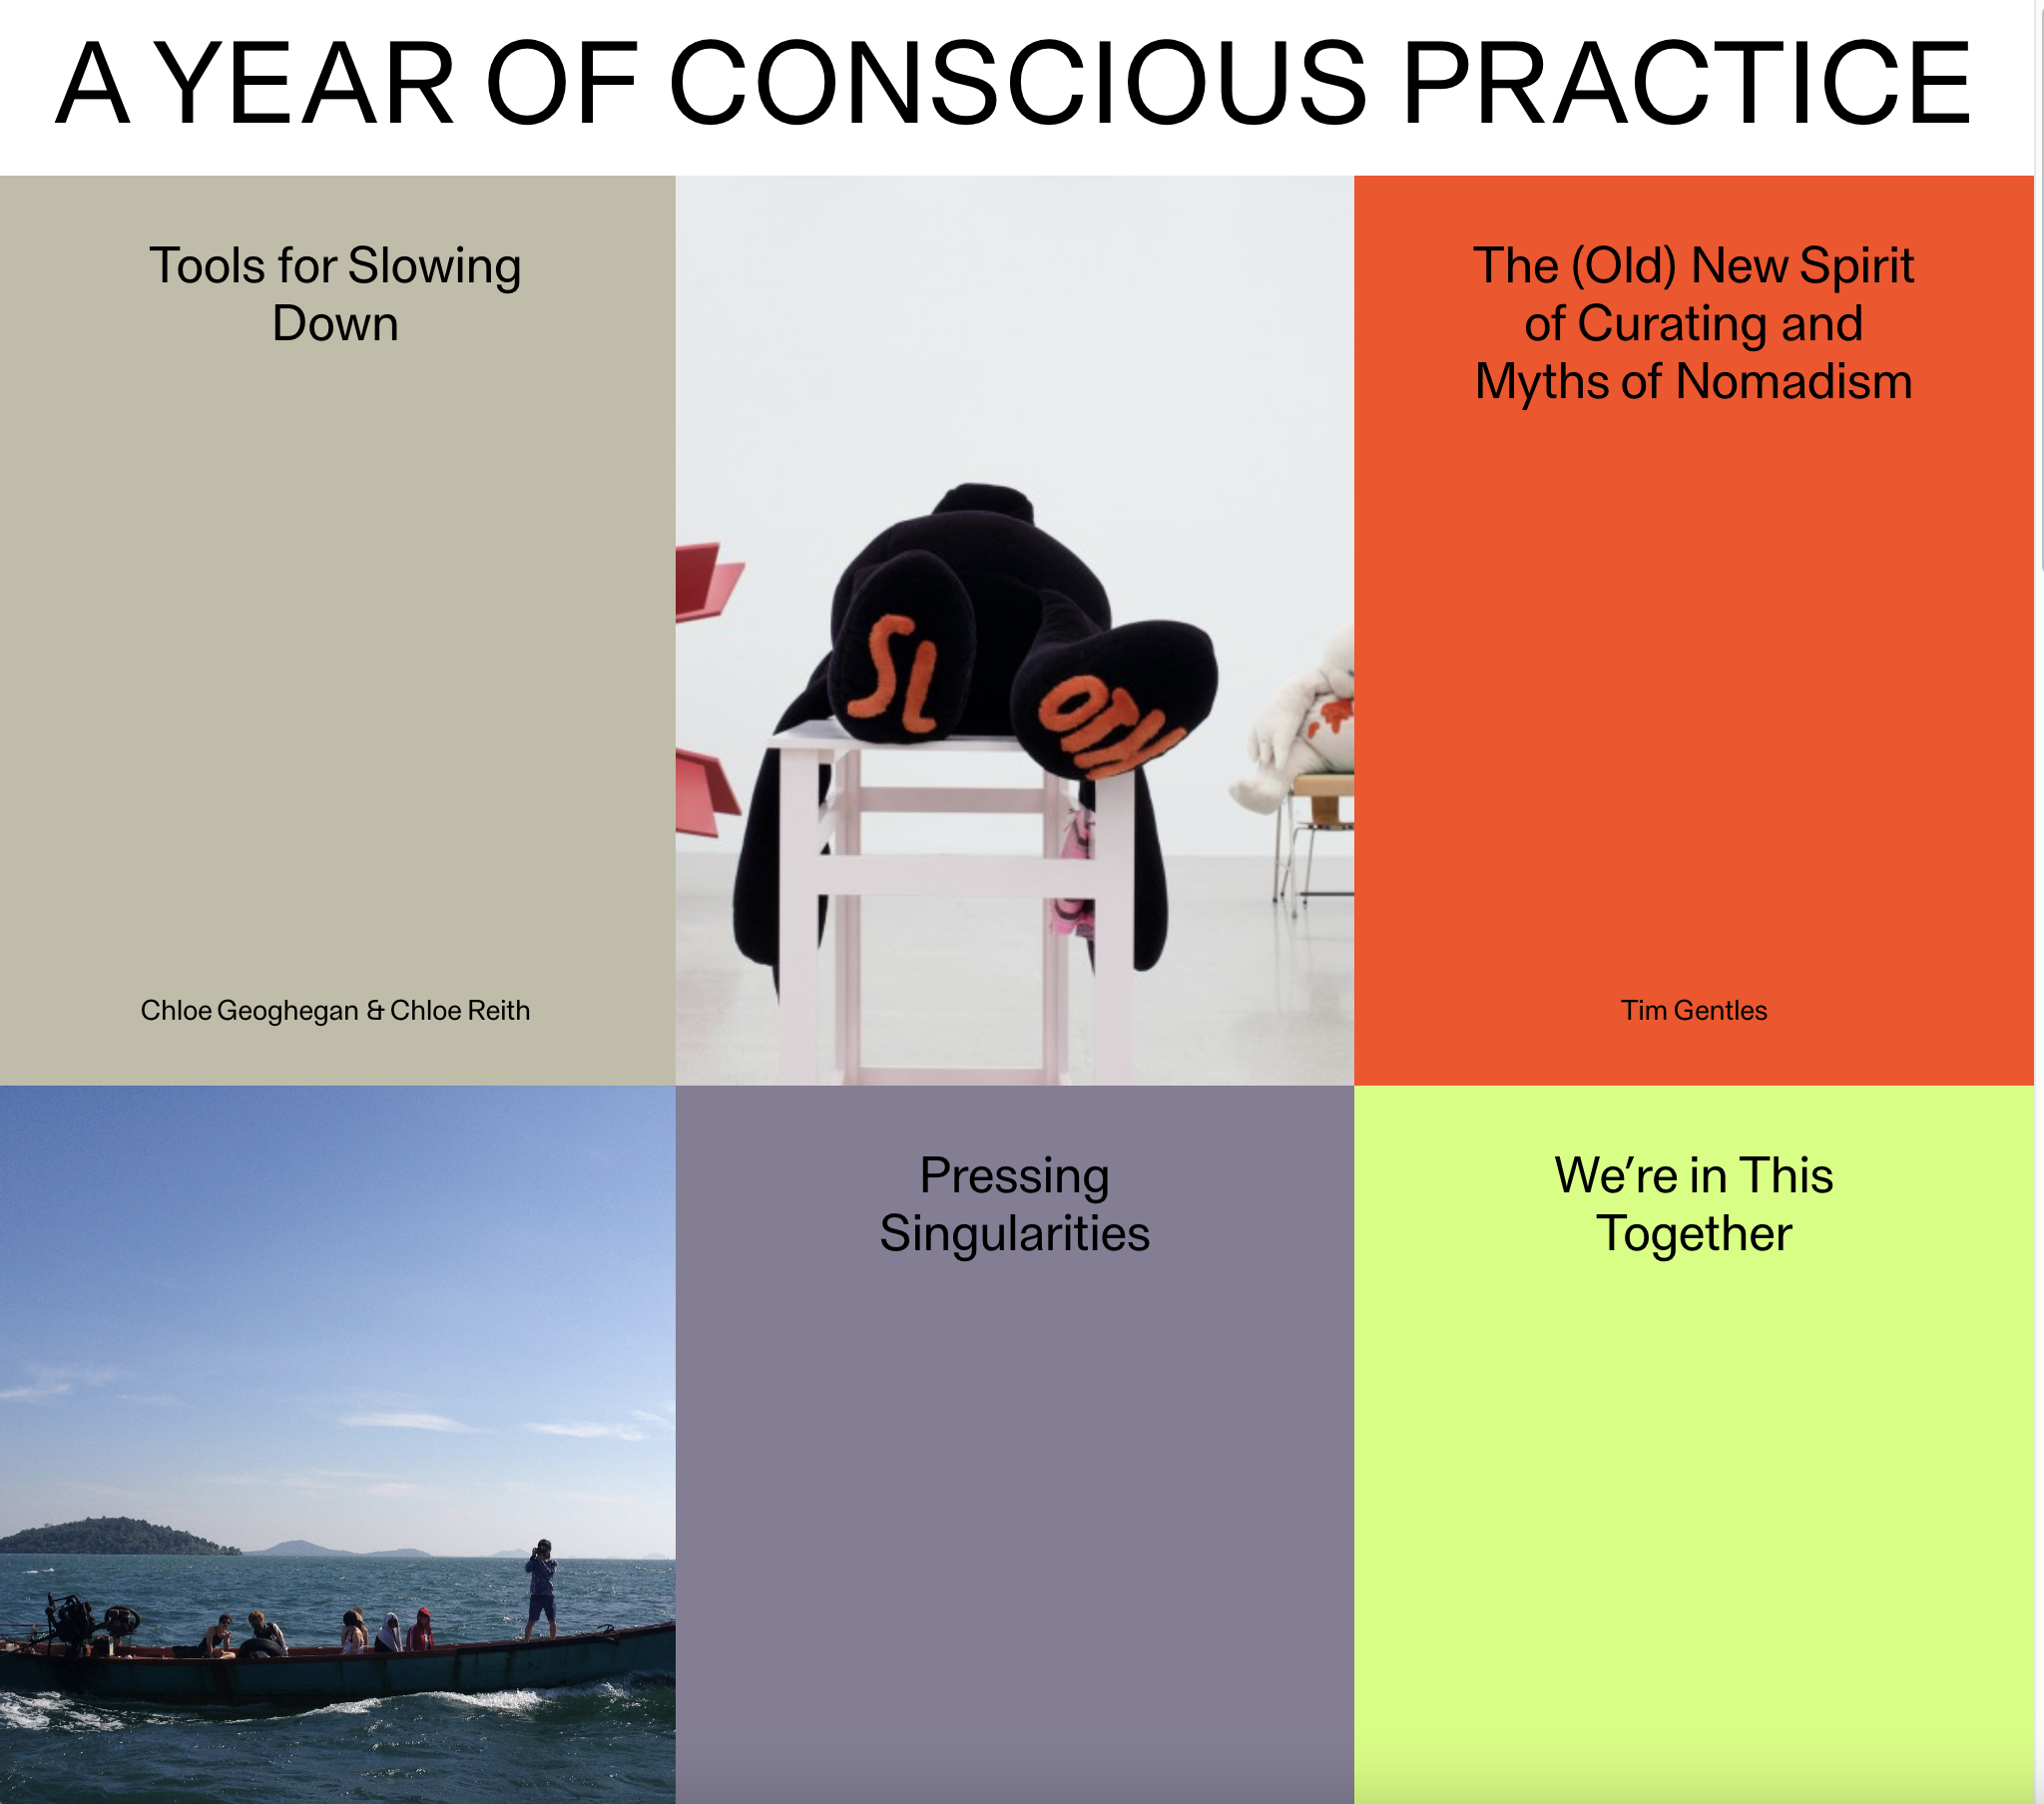 A YEAR OF CONSCIOUS PRACTICE
Tools for Slowing
Down
Chloe Geoghegan & Chloe Reith
SL
OTH
The (Old) New Spirit
of Curating and
Myths of Nomadism
Tim Gentles
Pressing
Singularities
We’re in This
Together